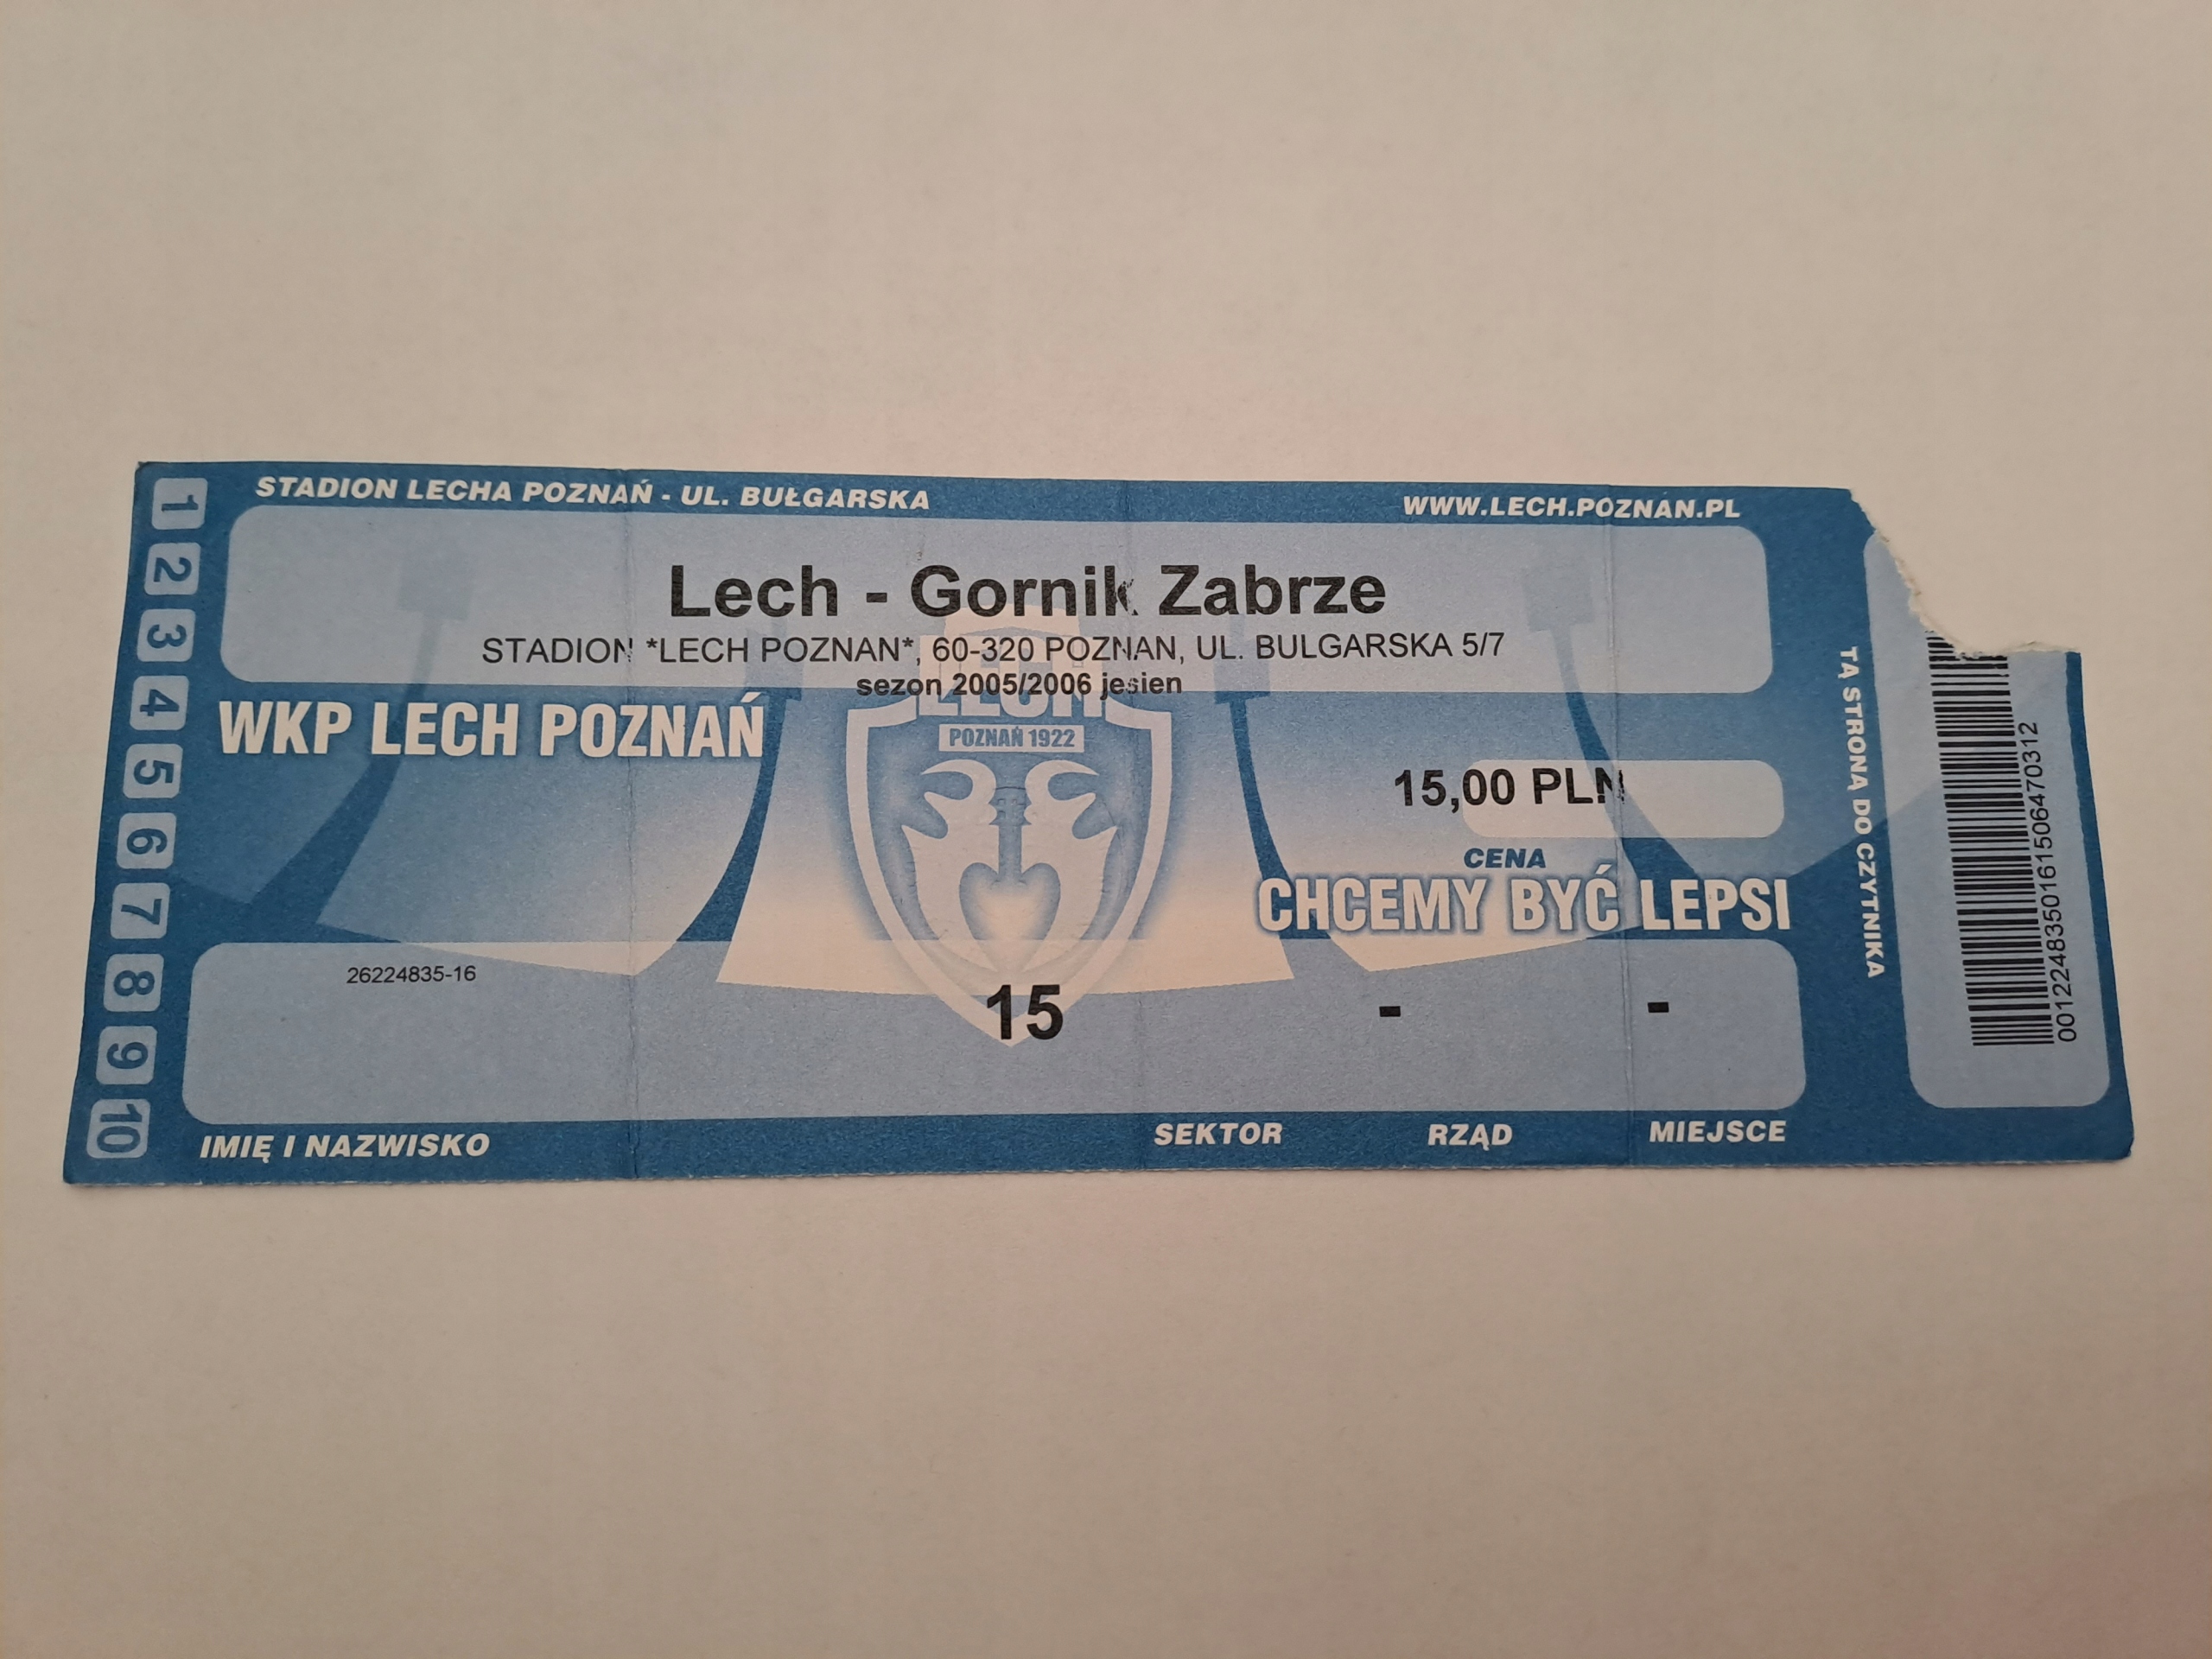 STADION LECHA POZNAŃ - UL. BUŁGARSKA
WWW.LECH.POZNAN.PL
Lech - Gornik Zabrze
STADION *LECH POZNAN*, 60-320 POZNAN, UL. BULGARSKA 5/7
sezon 2005/2006 jesien
WKP LECH POZNAŃ
LECH
POZNAŃ 1922
15,00 PLN
CENA
CHCEMY BYĆ LEPSI
26224835-16
15 - -
IMIĘ I NAZWISKO
SEKTOR RZĄD MIEJSCE
1
2
3
4
5
6
7
8
9
10
TĄ STRONĄ DO CZYTNIKA
00122483501615064470312